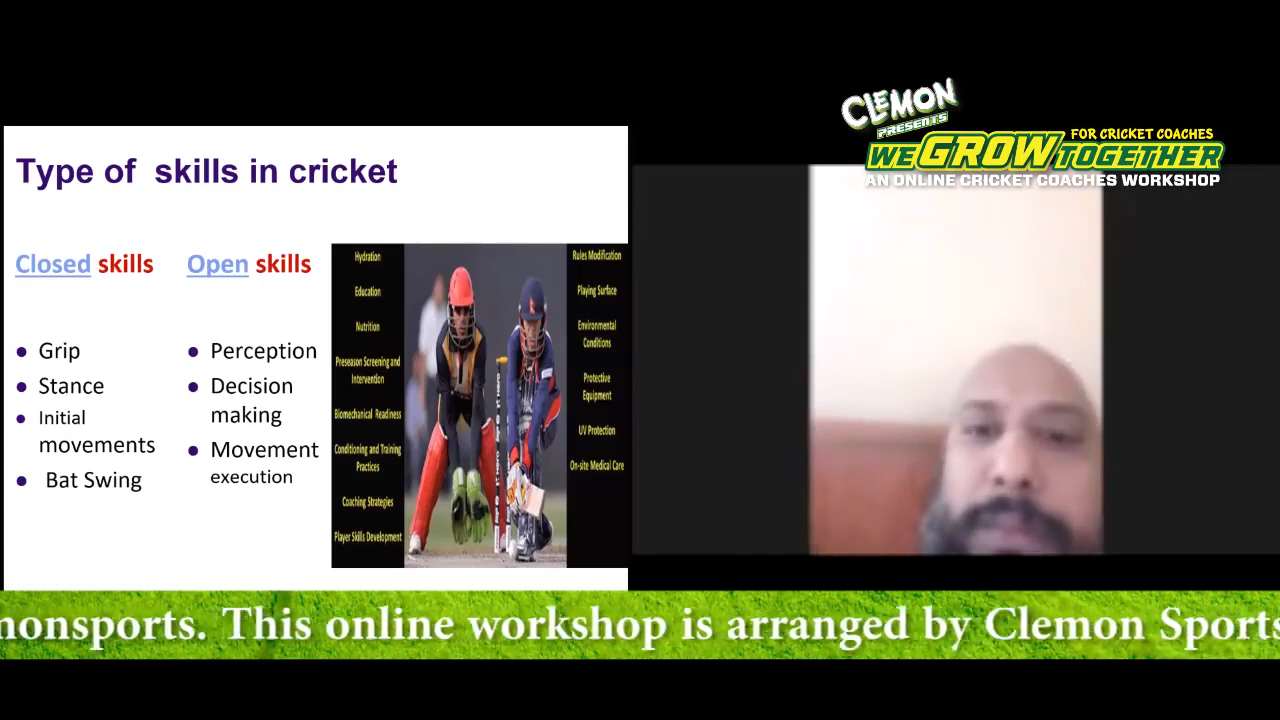 CLEMON
PRESENTS
FOR CRICKET COACHES
WE GROW TOGETHER
AN ONLINE CRICKET COACHES WORKSHOP
Type of skills in cricket
Closed skills
Grip
Stance
Initial
movements
Bat Swing
Open skills
Perception
Decision
making
Movement
execution
Hydration
Education
Nutrition
Preseason Screening and
Intervention
Biomechanical Readiness
Conditioning and Training
Practices
Coaching Strategies
Player Skills Development
Rules Modification
Playing Surface
Environmental
Conditions
Protective
Equipment
UV Protection
On-site Medical Care
monsports. This online workshop is arranged by Clemon Sports